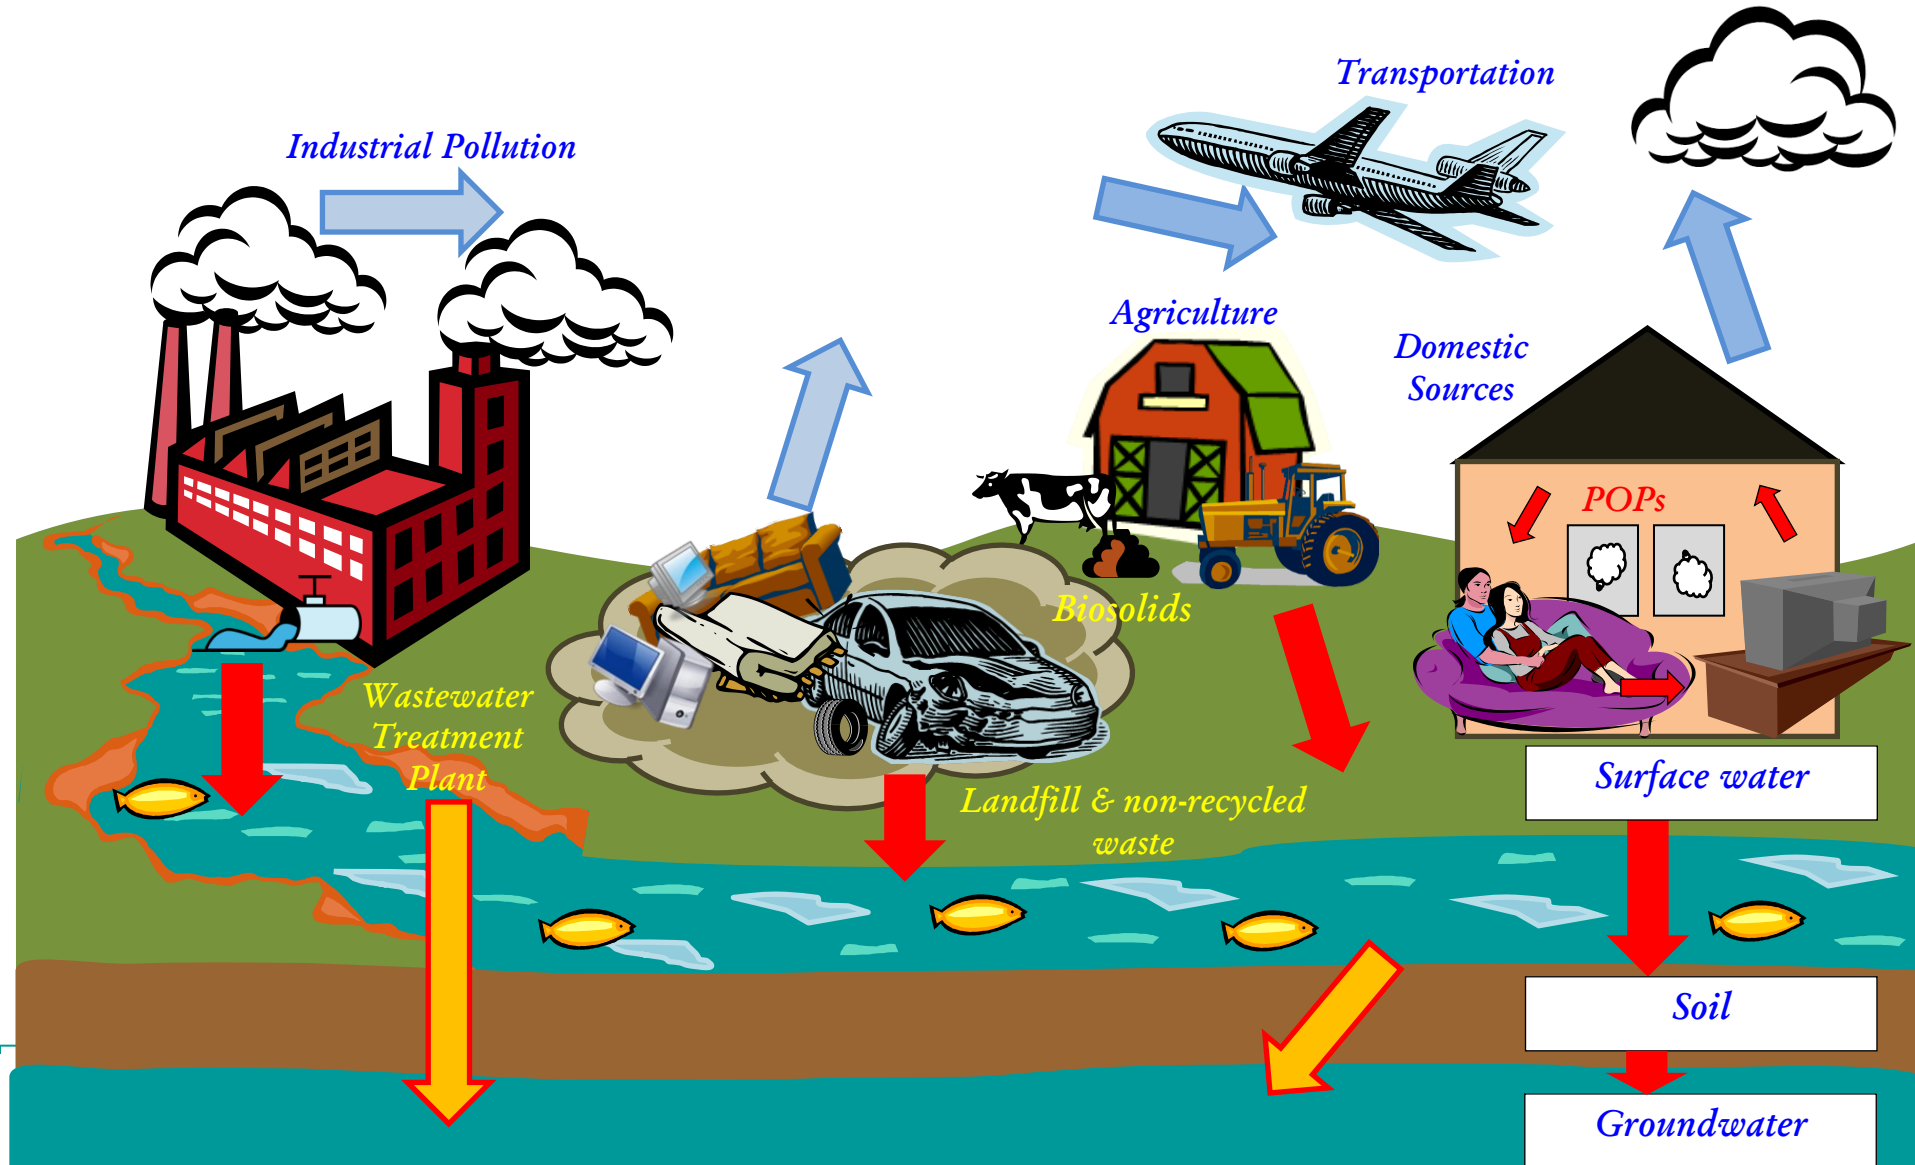 Transportation
Industrial Pollution
Agriculture
Domestic
Sources
POPs
Biosolids
Wastewater
Treatment
Plant
Landfill & non-recycled
waste
Surface water
Soil
Groundwater